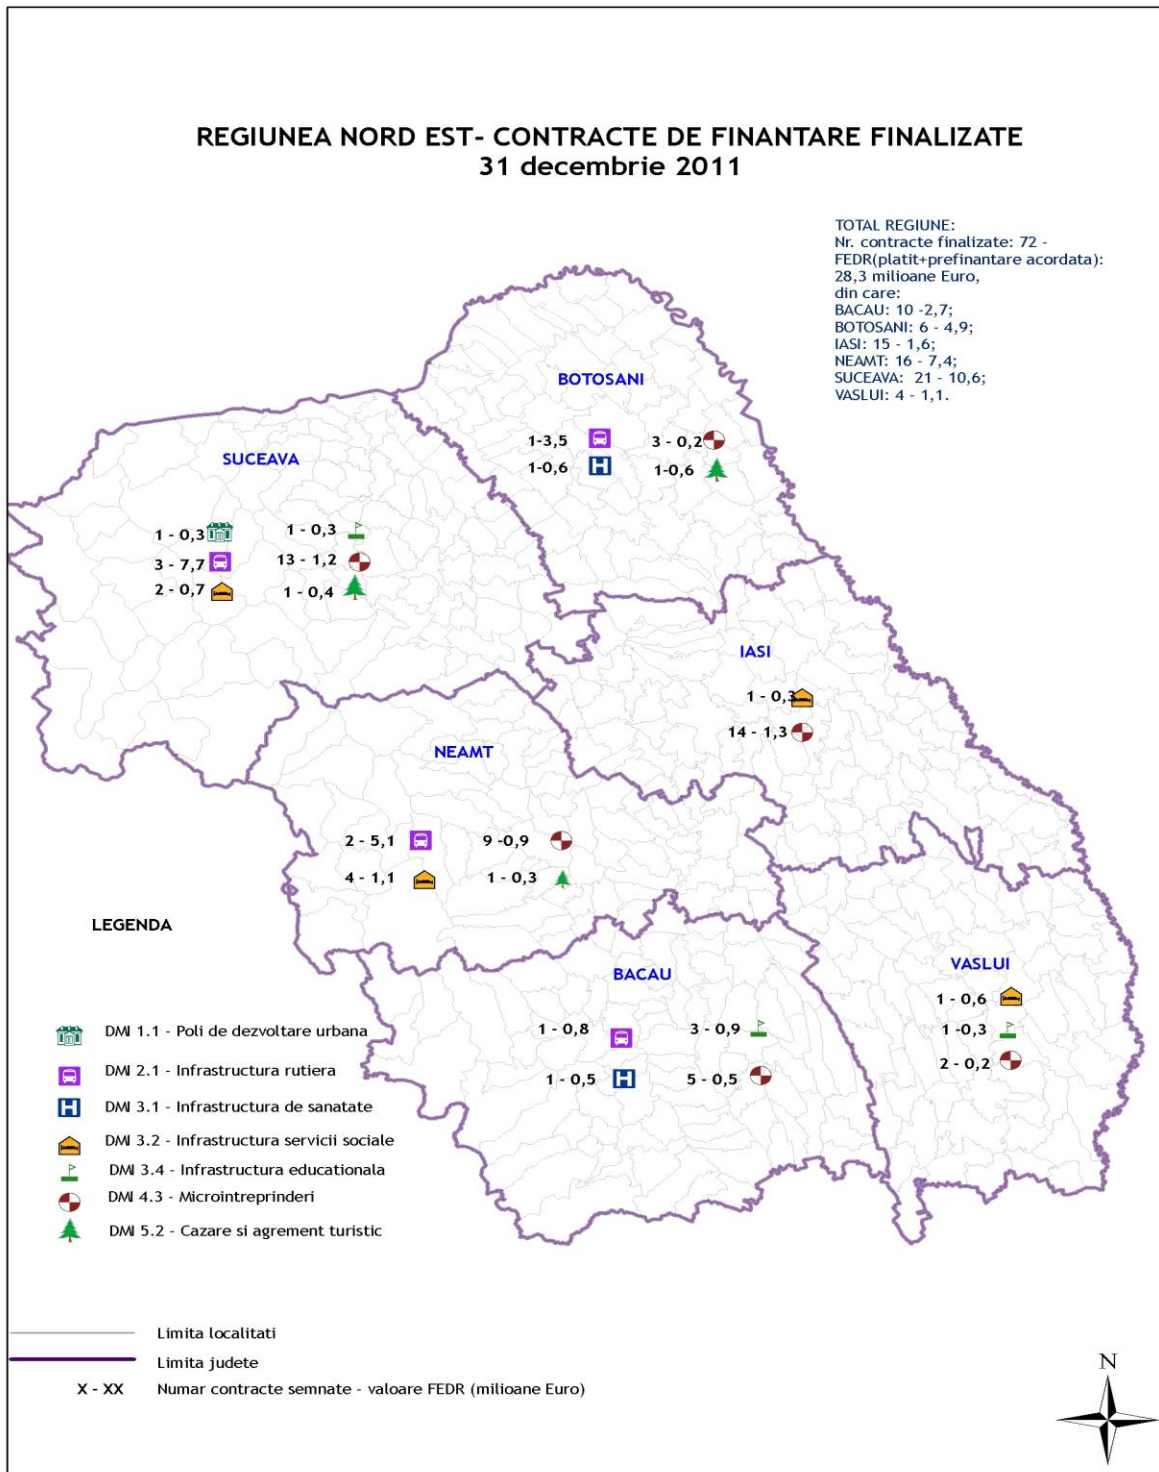 REGIUNEA NORD EST- CONTRACTE DE FINANTARE FINALIZATE
31 decembrie 2011
TOTAL REGIUNE:
Nr. contracte finalizate: 72 -
FEDR(platit+prefinantare acordata):
28,3 milioane Euro,
din care:
BACAU: 10 -2,7;
BOTOSANI: 6 - 4,9;
IASI: 15 - 1,6;
NEAMT: 16 - 7,4;
SUCEAVA: 21 - 10,6;
VASLUI: 4 - 1,1.
BOTOSANI
1-3,5
3 - 0,2
1-0,6
H
1-0,6
SUCEAVA
1 - 0,3
1 - 0,3
3 - 7,7
13 - 1,2
2 - 0,7
1 - 0,4
IASI
1 - 0,3
14 - 1,3
NEAMT
2 - 5,1
9 -0,9
4 - 1,1
1 - 0,3
BACAU
1 - 0,8
3 - 0,9
1 - 0,5
H
5 - 0,5
VASLUI
1 - 0,6
1 -0,3
2 - 0,2
LEGENDA
DMI 1.1 - Poli de dezvoltare urbana
DMI 2.1 - Infrastructura rutiera
H DMI 3.1 - Infrastructura de sanatate
DMI 3.2 - Infrastructura servicii sociale
DMI 3.4 - Infrastructura educationala
DMI 4.3 - Microintreprinderi
DMI 5.2 - Cazare si agrement turistic
Limita localitati
Limita judete
X - XX Numar contracte semnate - valoare FEDR (milioane Euro)
N